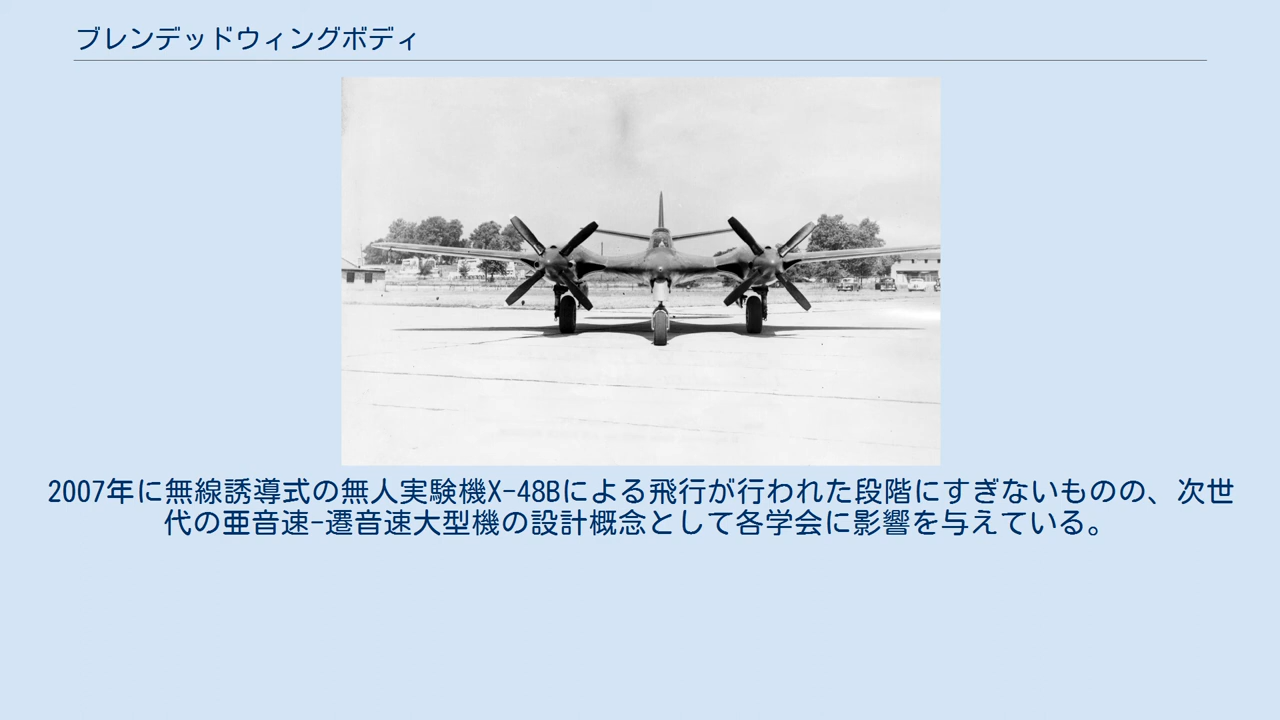 ブレンデッドウィングボディ
2007年に無線誘導式の無人実験機X-48Bによる飛行が行われた段階にすぎないものの、次世
代の亜音速-遷音速大型機の設計概念として各学会に影響を与えている。